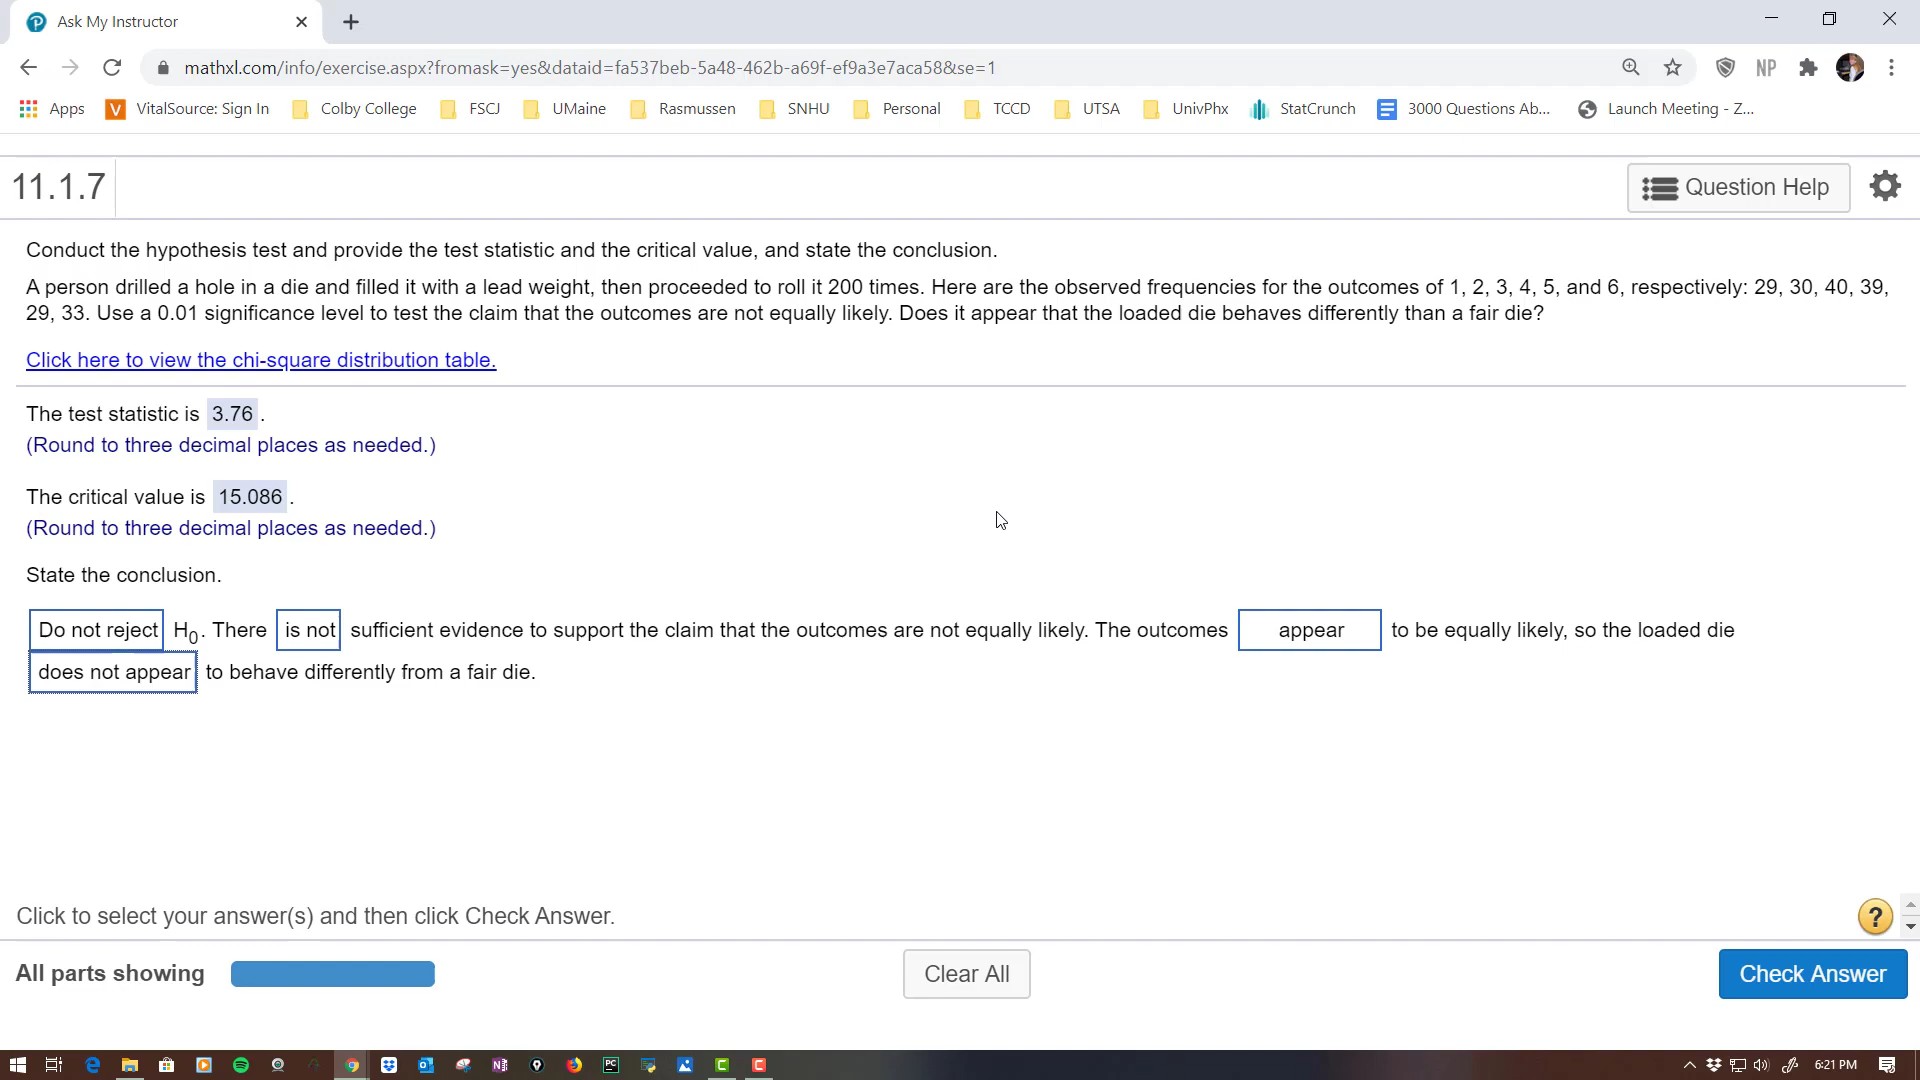 Ask My Instructor
mathxl.com/info/exercise.aspx?fromask=yes&dataid=fa537beb-5a48-462b-a69f-ef9a3e7aca58&se=1
NP
Apps V VitalSource: Sign In Colby College FSCJ UMaine Rasmussen SNHU Personal TCCD UTSA UnivPhx StatCrunch 3000 Questions Ab... Launch Meeting - Z...
11.1.7 Question Help
Conduct the hypothesis test and provide the test statistic and the critical value, and state the conclusion.
A person drilled a hole in a die and filled it with a lead weight, then proceeded to roll it 200 times. Here are the observed frequencies for the outcomes of 1, 2, 3, 4, 5, and 6, respectively: 29, 30, 40, 39,
29, 33. Use a 0.01 significance level to test the claim that the outcomes are not equally likely. Does it appear that the loaded die behaves differently than a fair die?
Click here to view the chi-square distribution table.
The test statistic is 3.76 .
(Round to three decimal places as needed.)
The critical value is 15.086 .
(Round to three decimal places as needed.)
State the conclusion.
Do not reject H₀. There is not sufficient evidence to support the claim that the outcomes are not equally likely. The outcomes appear to be equally likely, so the loaded die
does not appear to behave differently from a fair die.
Click to select your answer(s) and then click Check Answer.
?
All parts showing Clear All Check Answer
6:21 PM